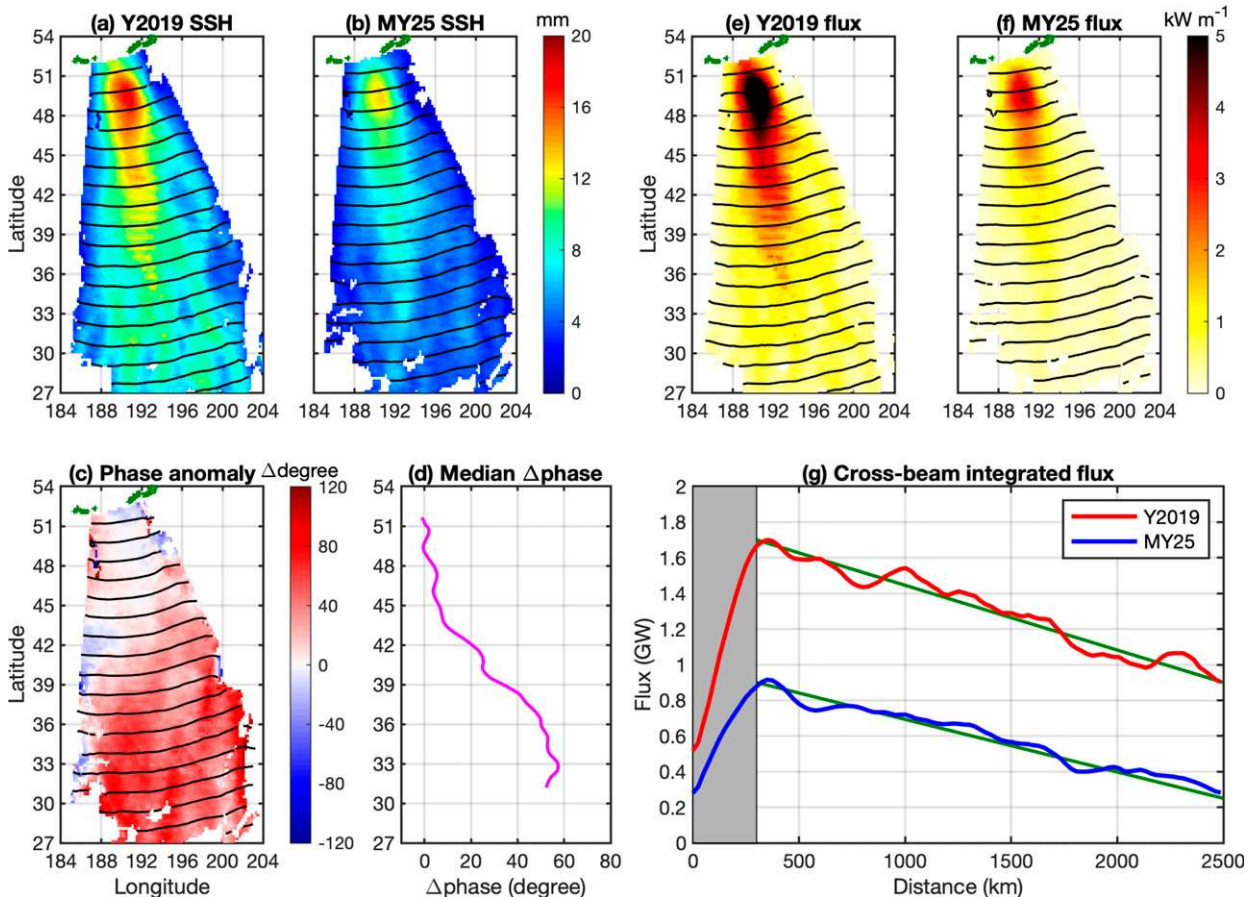 (a) Y2019 SSH
(b) MY25 SSH
mm
54
51
48
45
42
39
36
33
30
27
Latitude
184 188 192 196 200 204
184 188 192 196 200 204
20
16
12
8
4
0
(e) Y2019 flux
(f) MY25 flux
kW m⁻¹
54
51
48
45
42
39
36
33
30
27
Latitude
184 188 192 196 200 204
184 188 192 196 200 204
5
4
3
2
1
0
(c) Phase anomaly
Δdegree
54
51
48
45
42
39
36
33
30
27
Latitude
184 188 192 196 200 204
Longitude
120
80
40
0
-40
-80
-120
(d) Median Δphase
54
51
48
45
42
39
36
33
30
27
0 20 40 60 80
Δphase (degree)
(g) Cross-beam integrated flux
2
1.8
1.6
1.4
1.2
1
0.8
0.6
0.4
0.2
0
Flux (GW)
Y2019
MY25
0 500 1000 1500 2000 2500
Distance (km)